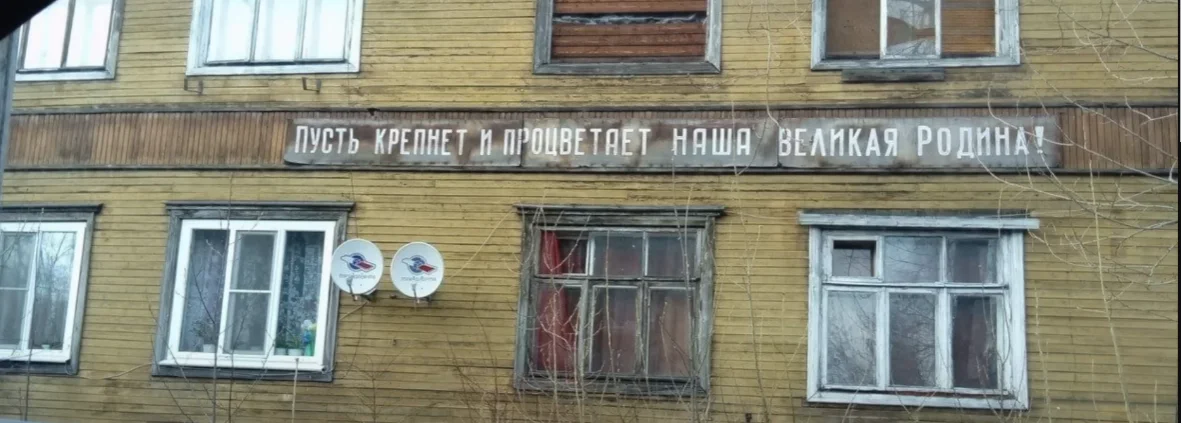 Пусть крепнет и процветает наша великая Родина!